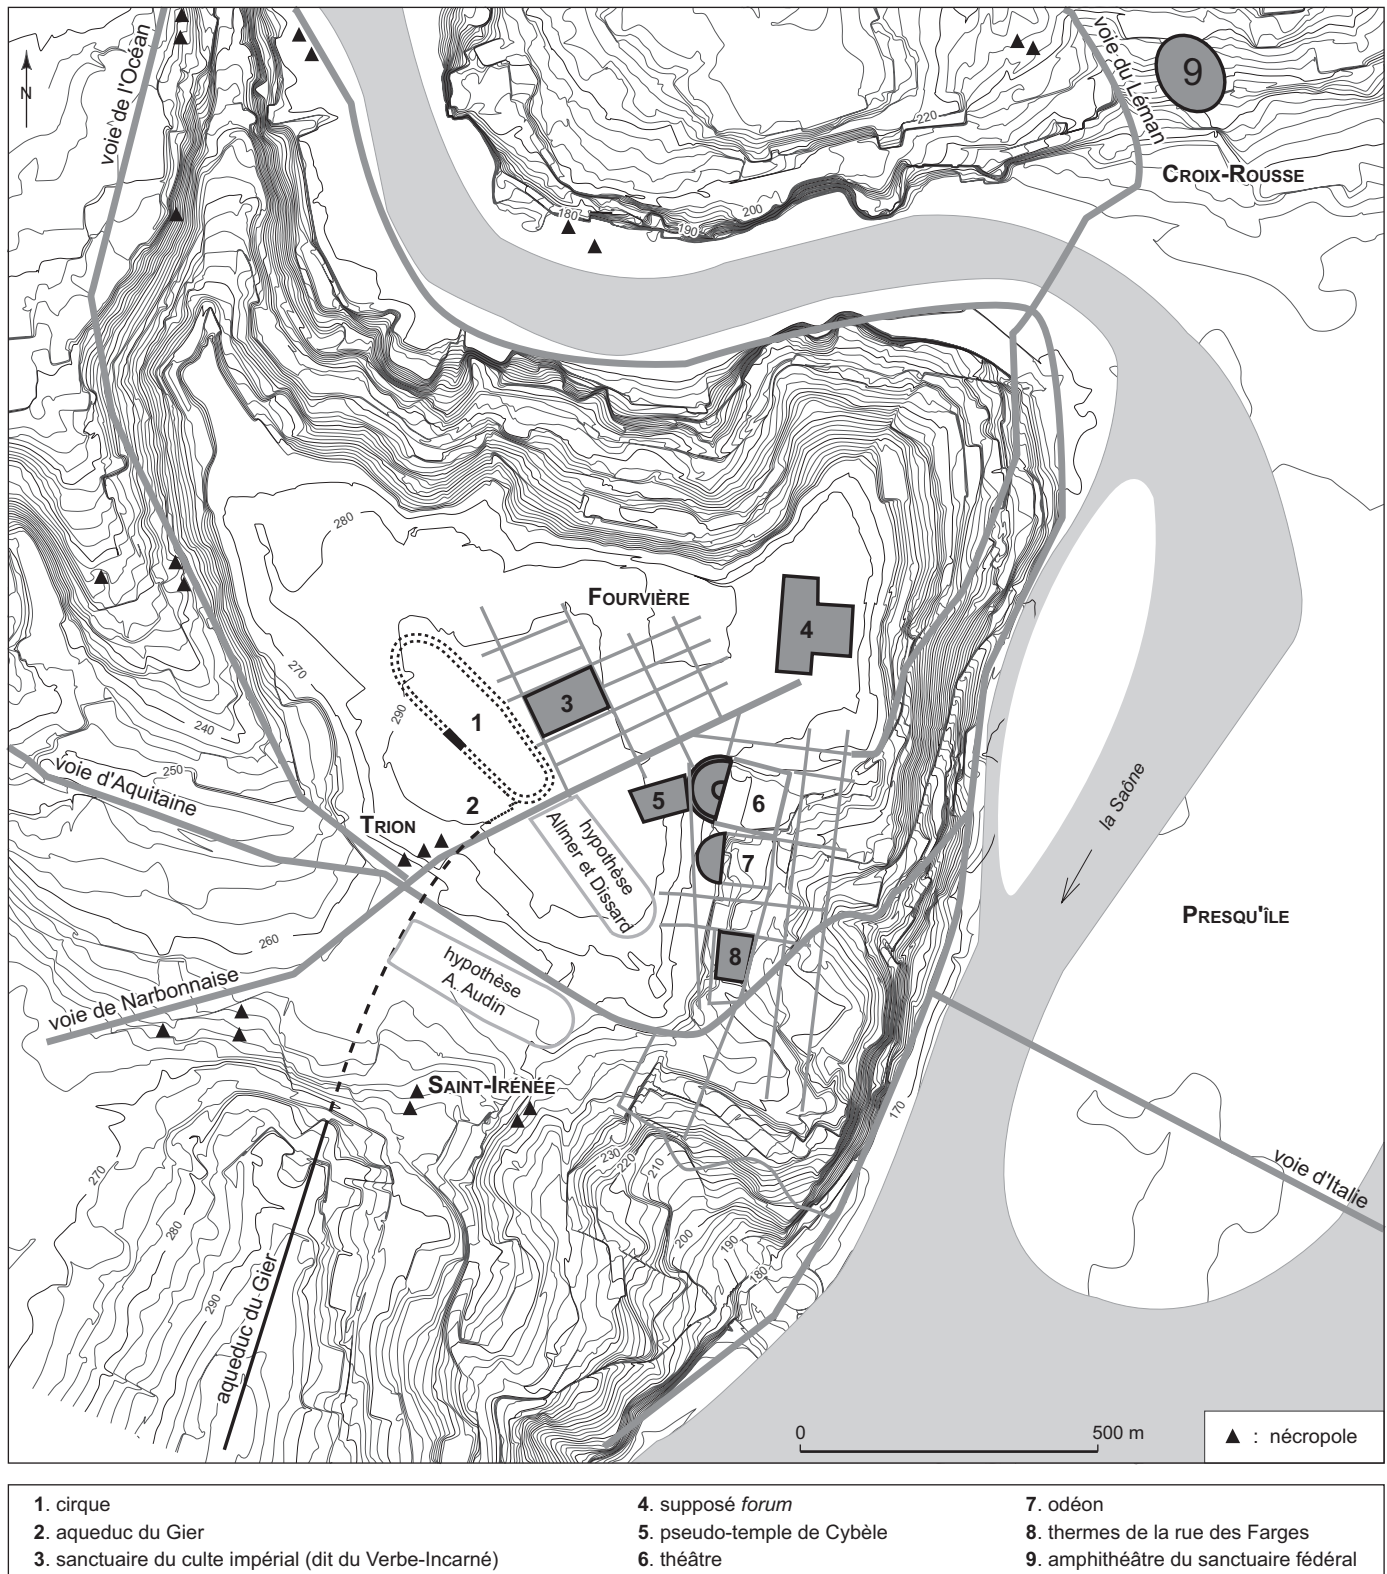 voie de l'Océan
N
voie du Léman
9
220
CROIX-ROUSSE
180
200
190
280
FOURVIÈRE
4
270
290
1
3
240
voie d'Aquitaine
250
la Saône
TRION
2
5
6
hypothèse
Allmer et Dissard
7
PRESQU'ÎLE
260
8
voie de Narbonnaise
hypothèse
A. Audin
SAINT-IRÉNÉE
170
230
220
210
270
voie d'Italie
280
200
190
180
290
aqueduc du Gier
0 500 m
▲ : nécropole
1. cirque
2. aqueduc du Gier
3. sanctuaire du culte impérial (dit du Verbe-Incarné)
4. supposé forum
5. pseudo-temple de Cybèle
6. théâtre
7. odéon
8. thermes de la rue des Farges
9. amphithéâtre du sanctuaire fédéral